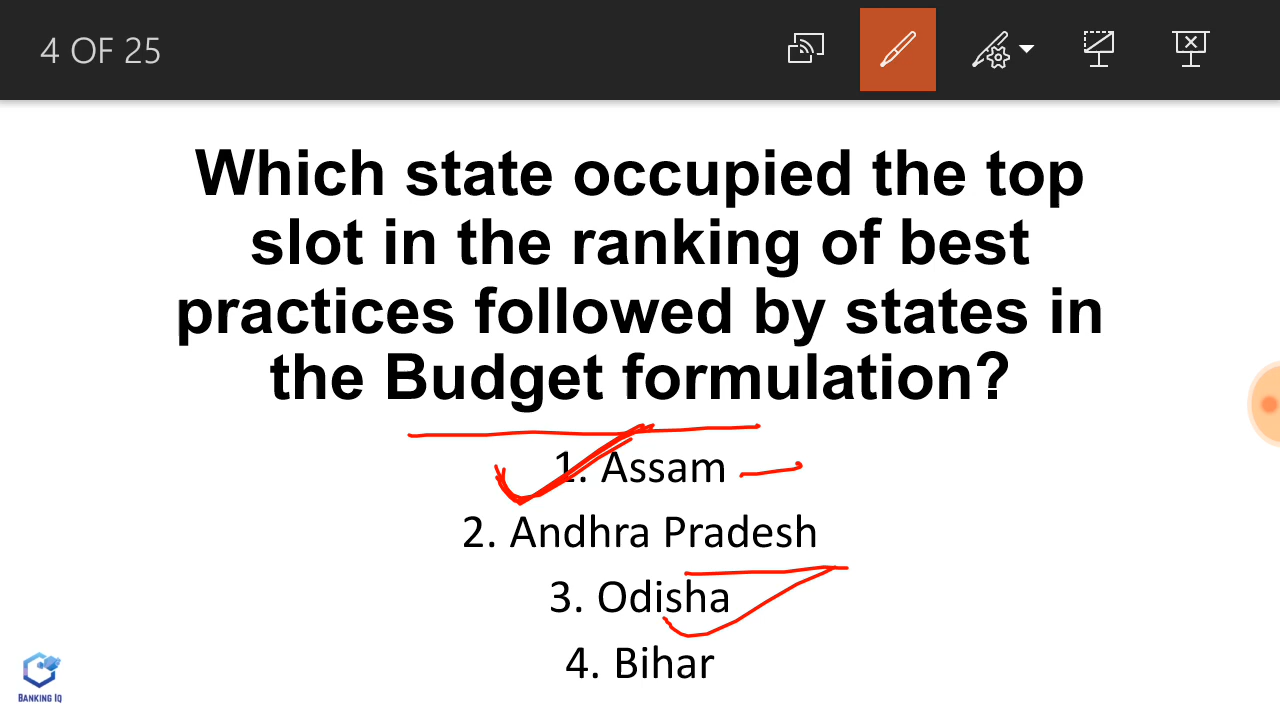 4 OF 25
Which state occupied the top
slot in the ranking of best
practices followed by states in
the Budget formulation?
1. Assam
2. Andhra Pradesh
3. Odisha
4. Bihar
BANKING IQ